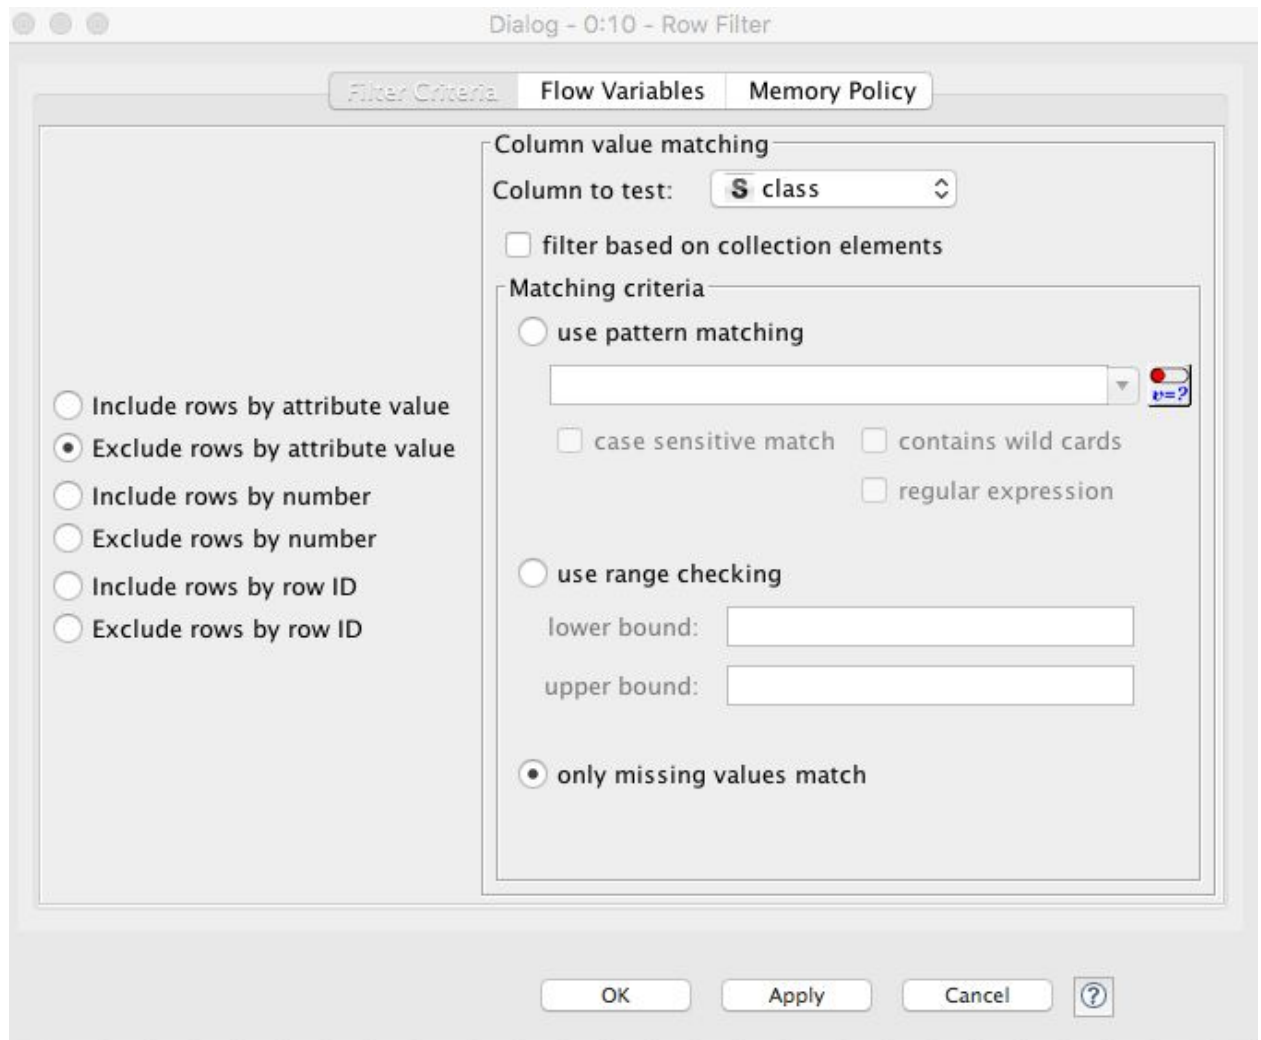 Dialog - 0:10 - Row Filter
Filter Criteria Flow Variables Memory Policy
Include rows by attribute value
Exclude rows by attribute value
Include rows by number
Exclude rows by number
Include rows by row ID
Exclude rows by row ID
Column value matching
Column to test: S class
filter based on collection elements
Matching criteria
use pattern matching
v=?
case sensitive match contains wild cards
regular expression
use range checking
lower bound:
upper bound:
only missing values match
OK Apply Cancel ?